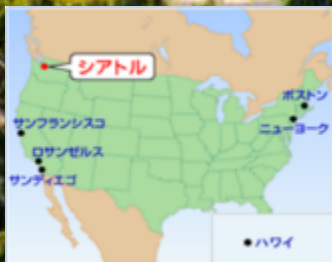 シアトル
ボストン
ニューヨーク
サンフランシスコ
ロサンゼルス
サンディエゴ
ハワイ